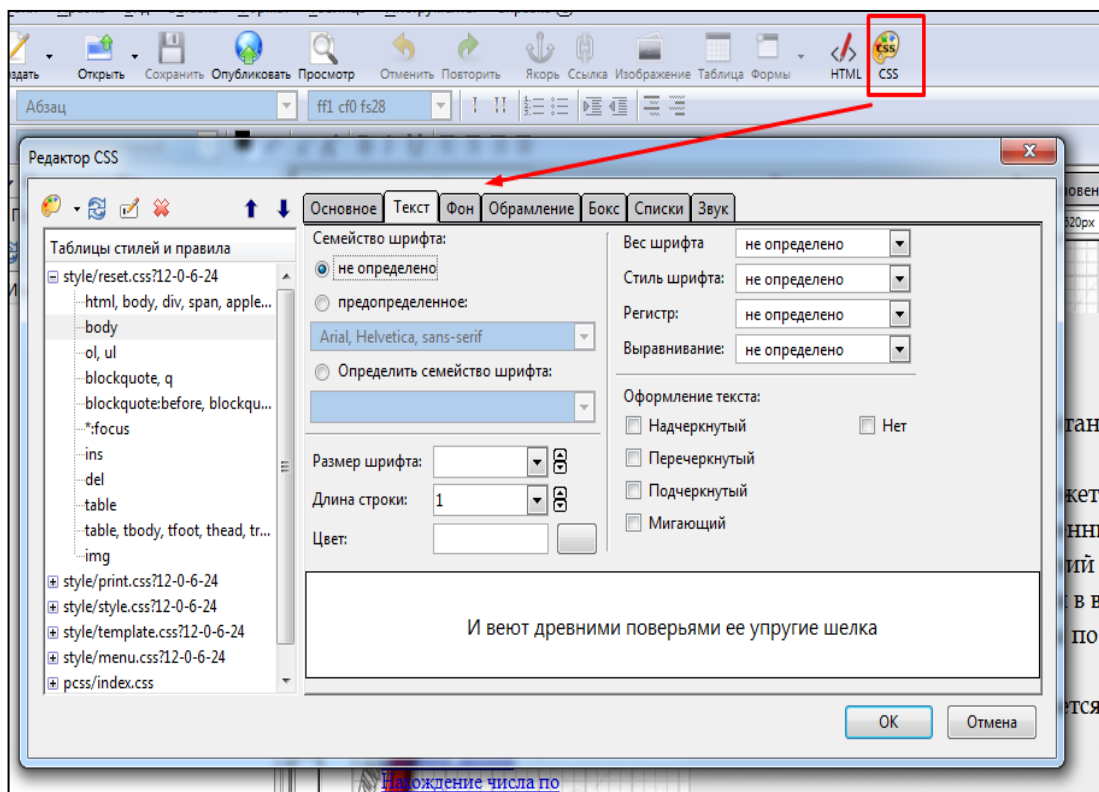 Открыть Сохранить Опубликовать Просмотр Отменить Повторить Якорь Ссылка Изображение Таблица Формы HTML CSS
Абзац ff1 cf0 fs28
Редактор CSS
Основное Текст Фон Обрамление Бокс Списки Звук
Таблицы стилей и правила
style/reset.css?12-0-6-24
html, body, div, span, apple...
body
ol, ul
blockquote, q
blockquote:before, blockqu...
*:focus
ins
del
table
table, tbody, tfoot, thead, tr...
img
style/print.css?12-0-6-24
style/style.css?12-0-6-24
style/template.css?12-0-6-24
style/menu.css?12-0-6-24
pcss/index.css
Семейство шрифта:
не определено
предопределенное:
Arial, Helvetica, sans-serif
Определить семейство шрифта:
Размер шрифта:
Длина строки: 1
Цвет:
Вес шрифта не определено
Стиль шрифта: не определено
Регистр: не определено
Выравнивание: не определено
Оформление текста:
Надчеркнутый Нет
Перечеркнутый
Подчеркнутый
Мигающий
И веют древними поверьями ее упругие шелка
OK Отмена
Нахождение числа по